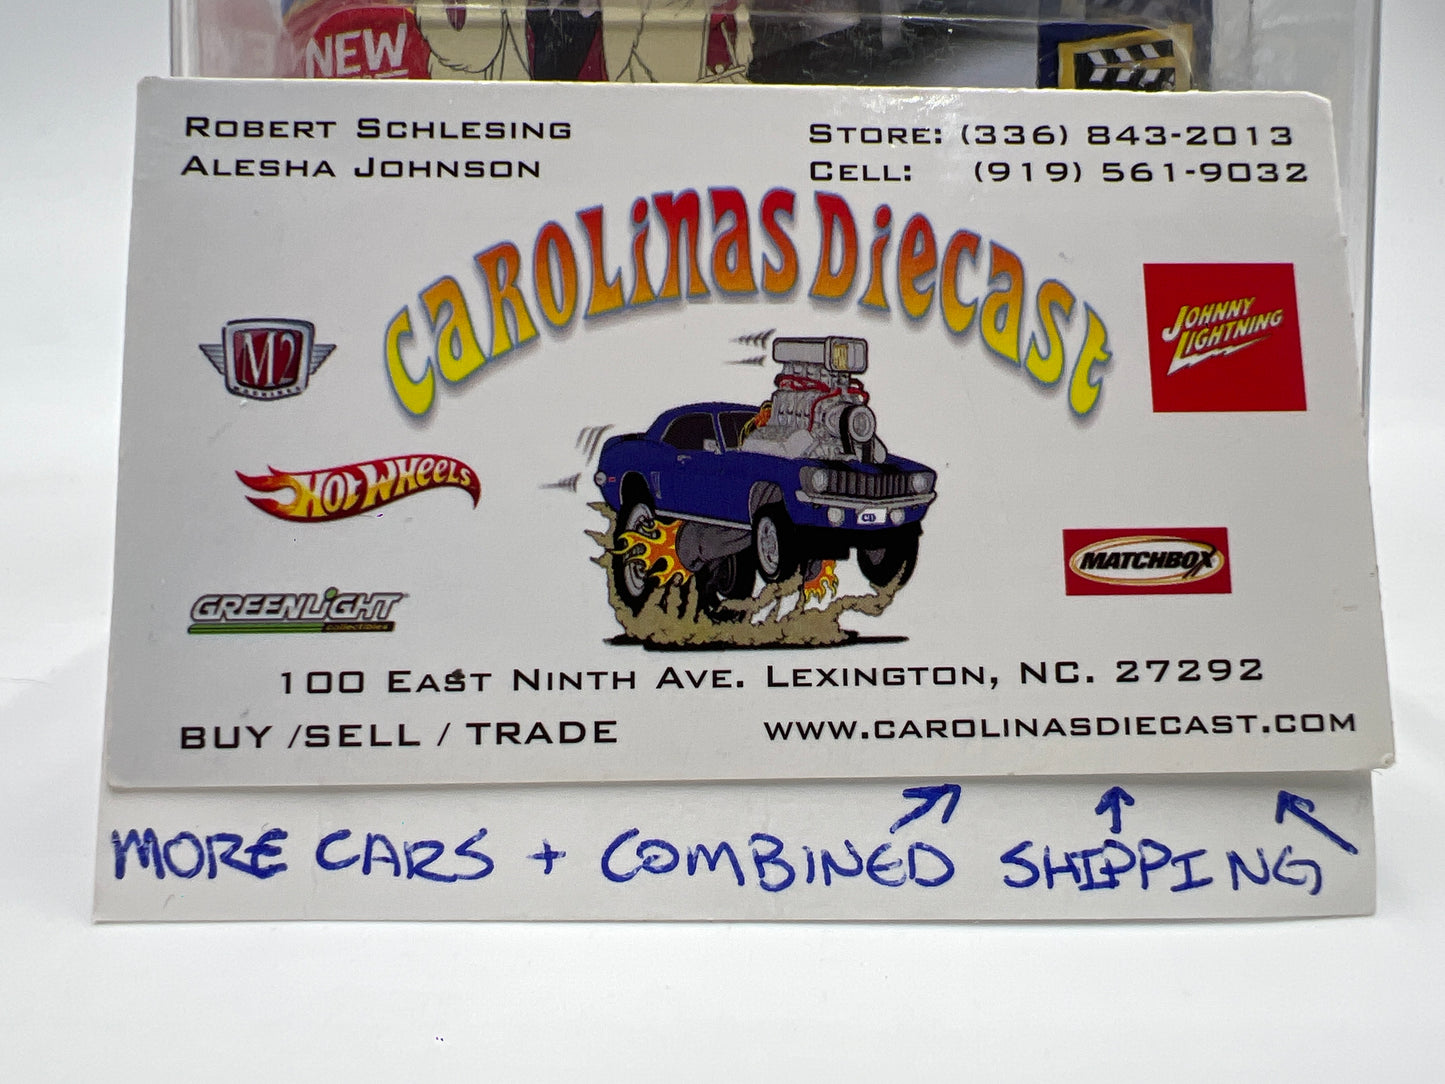 NEW
ROBERT SCHLESING
ALESHA JOHNSON
STORE: (336) 843-2013
CELL: (919) 561-9032
CAROLINAS DIECAST
M2
MACHINES
JOHNNY
LIGHTNING
HOT WHEELS
CD
MATCHBOX
GREENLIGHT
collectibles
100 EAST NINTH AVE. LEXINGTON, NC. 27292
BUY /SELL / TRADE
WWW.CAROLINASDIECAST.COM
MORE CARS + COMBINED SHIPPING